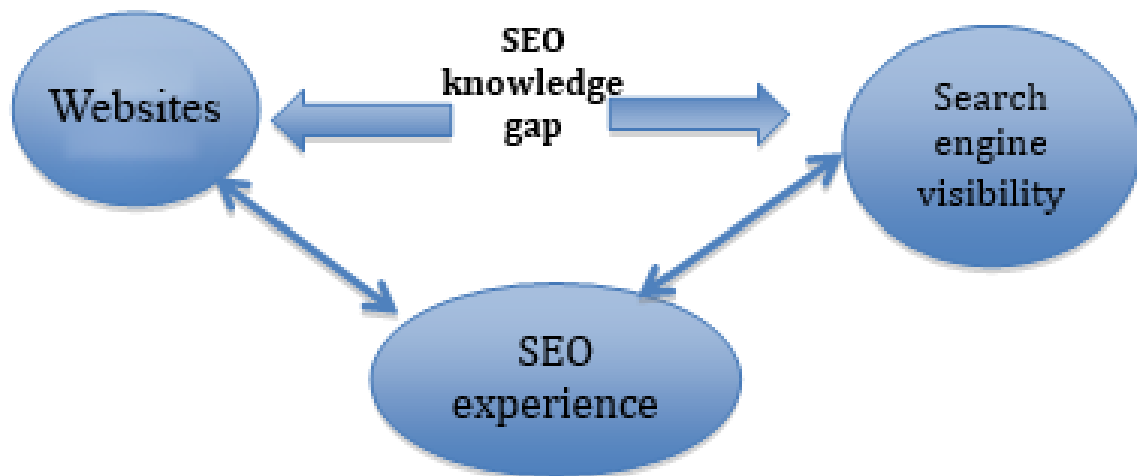 Websites
SEO
knowledge
gap
Search
engine
visibility
SEO
experience